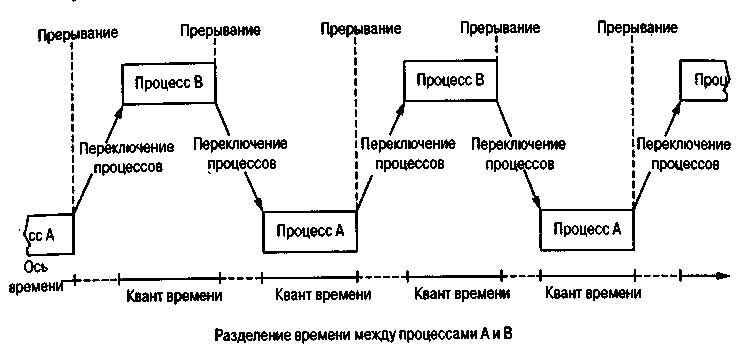 Прерывание Прерывание Прерывание Прерывание Прерывание
Процесс В Процесс В Проц
Переключение процессов
Переключение процессов
Переключение процессов
Переключение процессов
Переключение процессов
сс А Процесс А Процесс А
Ось времени
Квант времени Квант времени Квант времени Квант времени
Разделение времени между процессами А и В